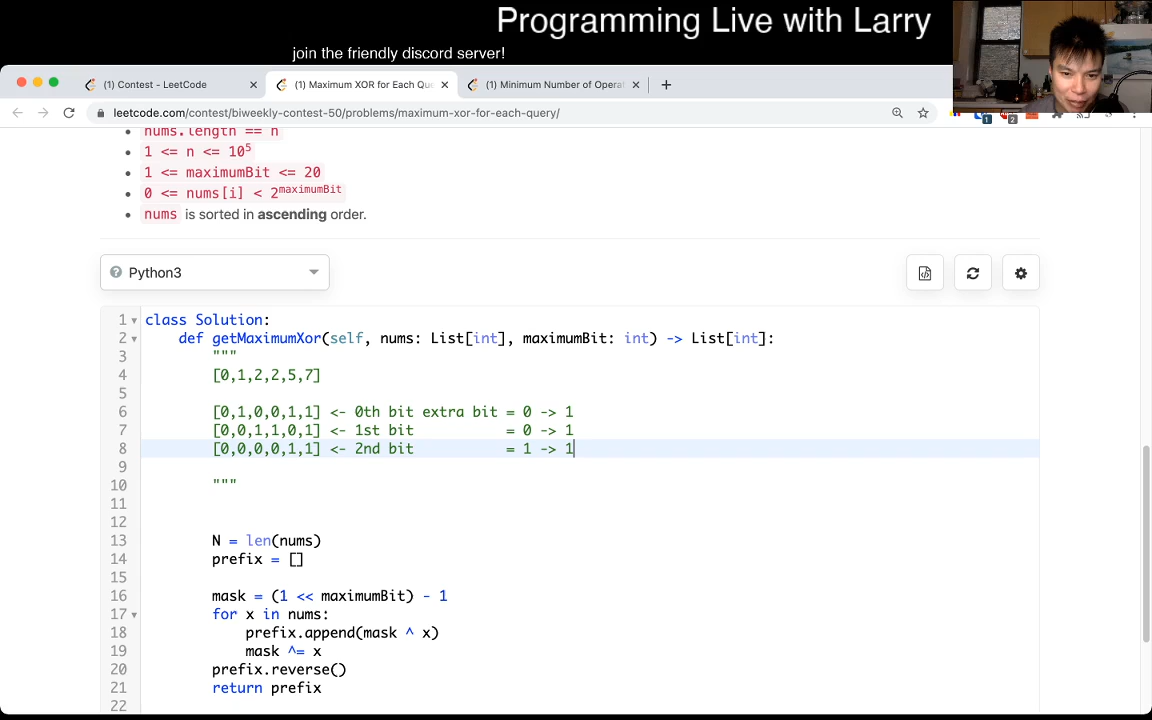 Programming Live with Larry
join the friendly discord server!
(1) Contest - LeetCode
(1) Maximum XOR for Each Qu
(1) Minimum Number of Operat
leetcode.com/contest/biweekly-contest-50/problems/maximum-xor-for-each-query/
nums.length == n
1 <= n <= 10^5
1 <= maximumBit <= 20
0 <= nums[i] < 2^maximumBit
nums is sorted in ascending order.
Python3
1 class Solution:
2 def getMaximumXor(self, nums: List[int], maximumBit: int) -> List[int]:
3 """
4 [0,1,2,2,5,7]
5
6 [0,1,0,0,1,1] <- 0th bit extra bit = 0 -> 1
7 [0,0,1,1,0,1] <- 1st bit = 0 -> 1
8 [0,0,0,0,1,1] <- 2nd bit = 1 -> 1
9
10 """
11
12
13 N = len(nums)
14 prefix = []
15
16 mask = (1 << maximumBit) - 1
17 for x in nums:
18 prefix.append(mask ^ x)
19 mask ^= x
20 prefix.reverse()
21 return prefix
22